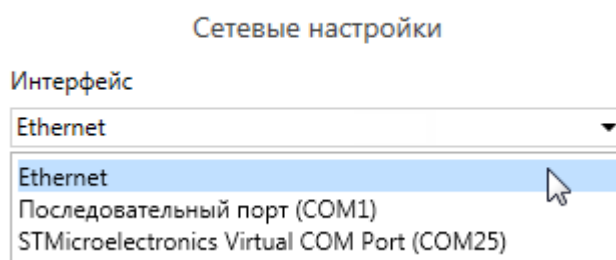 Сетевые настройки
Интерфейс
Ethernet
Ethernet
Последовательный порт (COM1)
STMicroelectronics Virtual COM Port (COM25)